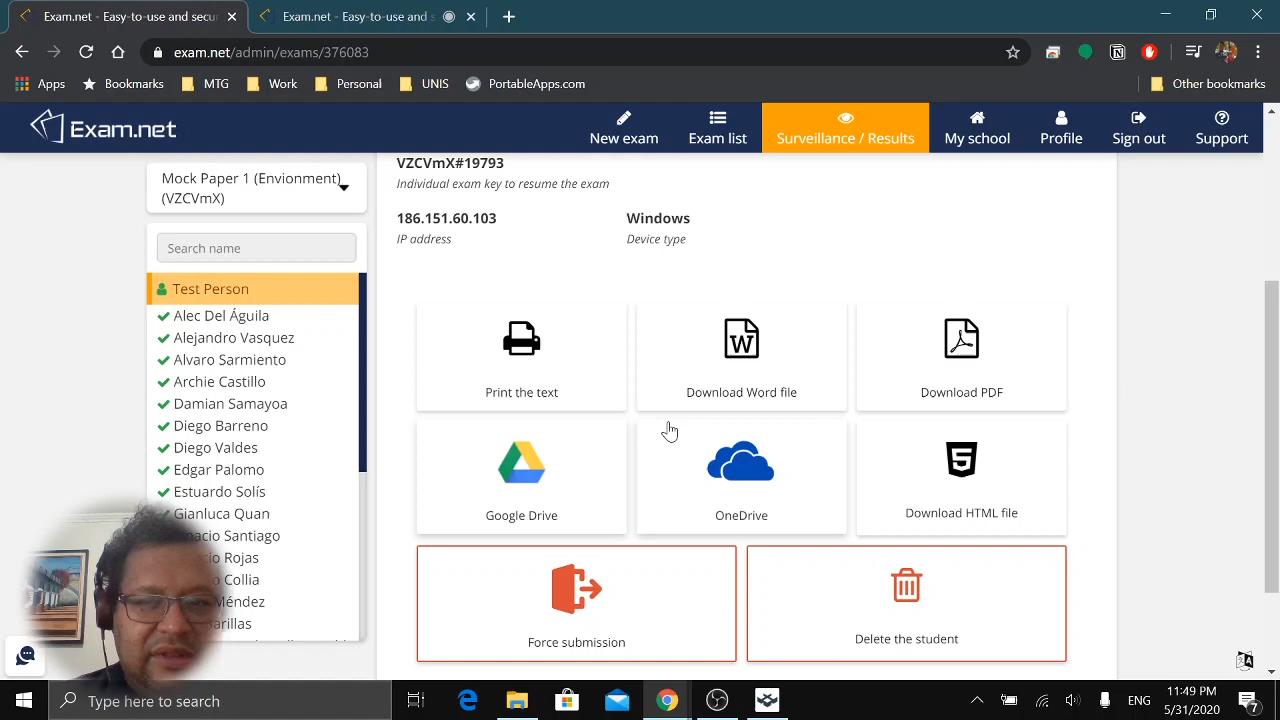 Exam.net - Easy-to-use and s
Exam.net - Easy-to-use and s
exam.net/admin/exams/376083
Apps
Bookmarks
MTG
Work
Personal
UNIS
PortableApps.com
Other bookmarks
Exam.net
New exam
Exam list
Surveillance / Results
My school
Profile
Sign out
Support
Mock Paper 1 (Envionment)
(VZCVmX)
Search name
Test Person
Alec Del Águila
Alejandro Vasquez
Alvaro Sarmiento
Archie Castillo
Damian Samayoa
Diego Barreno
Diego Valdes
Edgar Palomo
Estuardo Solís
Gianluca Quan
Santiago
Rojas
Collia
VZCVmX#19793
Individual exam key to resume the exam
186.151.60.103
IP address
Windows
Device type
Print the text
W
Download Word file
Download PDF
Google Drive
OneDrive
5
Download HTML file
Force submission
Delete the student
Type here to search
ENG
11:49 PM
5/31/2020
7